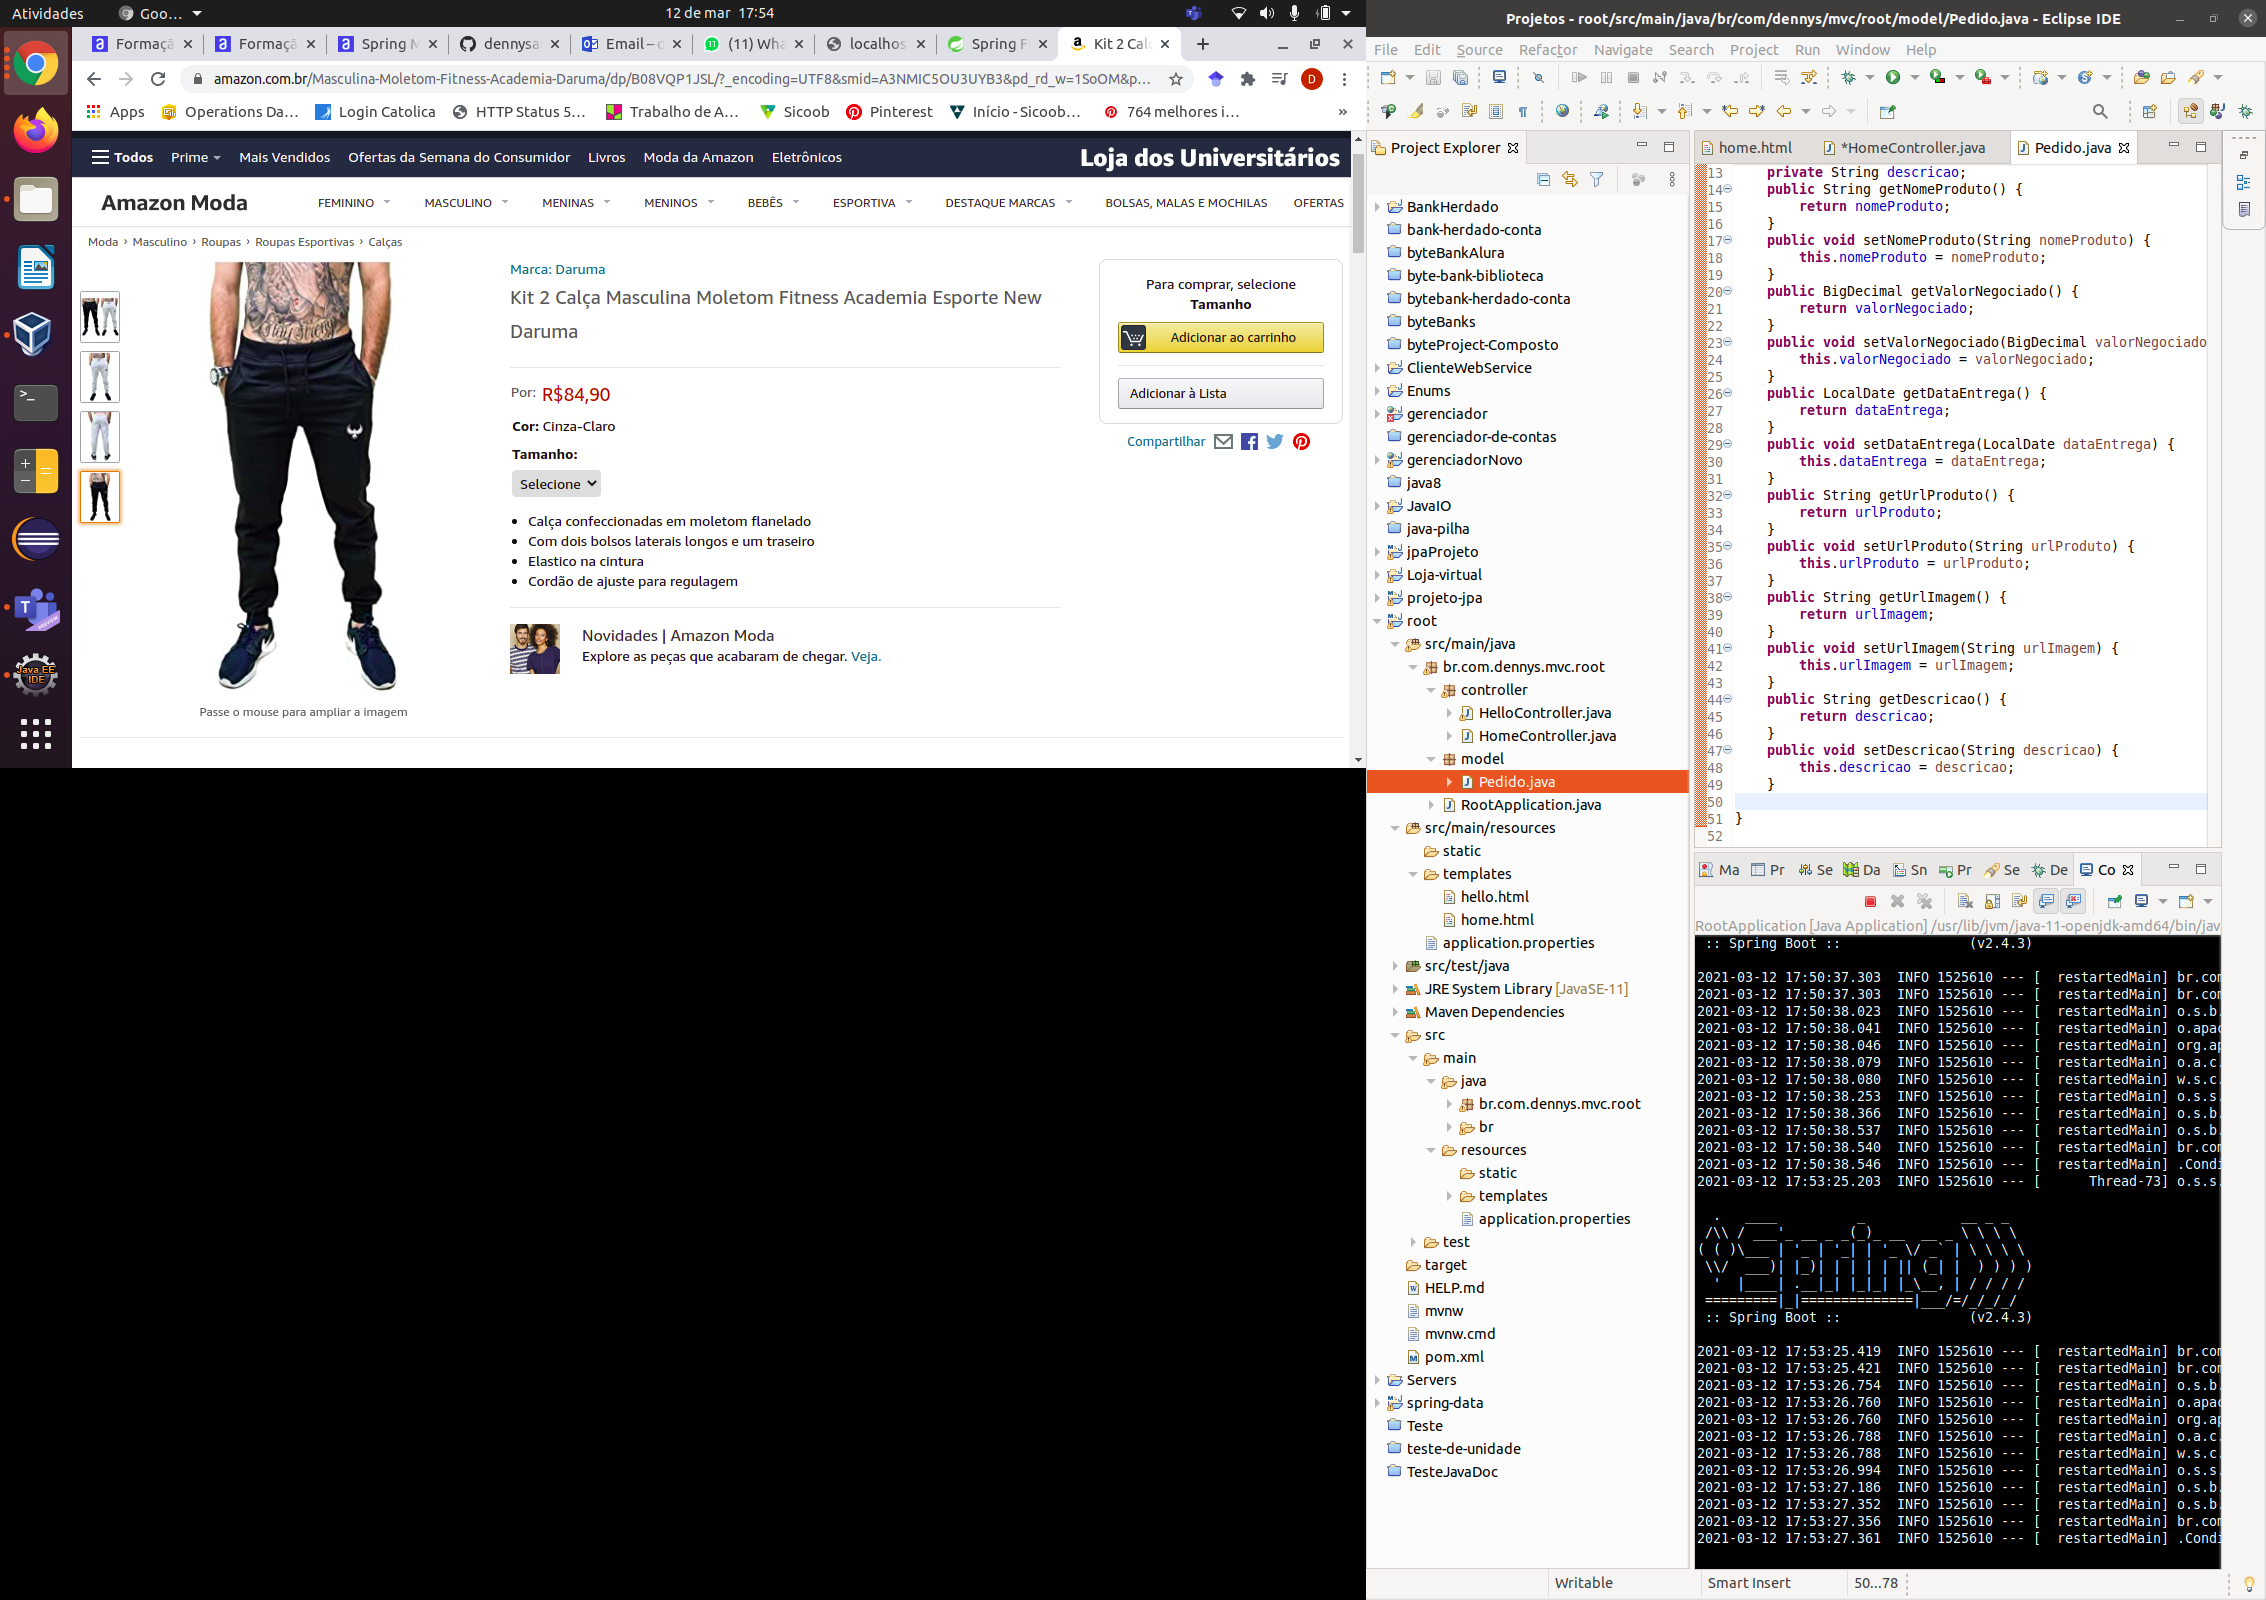 Atividades
Goo…
12 de mar 17:54
Formaçã
Formaçã
Spring M
dennysa
Email – d
(11) Wha
localhos
Spring F
Kit 2 Calç
amazon.com.br/Masculina-Moletom-Fitness-Academia-Daruma/dp/B08VQP1JSL/?_encoding=UTF8&smid=A3NMIC5OU3UYB3&pd_rd_w=1SoOM&p…
D
Apps
Operations Da…
Login Catolica
HTTP Status 5…
Trabalho de A…
Sicoob
Pinterest
Início - Sicoob…
764 melhores i…
»
Todos
Prime
Mais Vendidos
Ofertas da Semana do Consumidor
Livros
Moda da Amazon
Eletrônicos
Loja dos Universitários
Amazon Moda
FEMININO
MASCULINO
MENINAS
MENINOS
BEBÊS
ESPORTIVA
DESTAQUE MARCAS
BOLSAS, MALAS E MOCHILAS
OFERTAS
Moda › Masculino › Roupas › Roupas Esportivas › Calças
Marca: Daruma
Kit 2 Calça Masculina Moletom Fitness Academia Esporte New
Daruma
Por: R$84,90
Cor: Cinza-Claro
Tamanho:
Selecione
Calça confeccionadas em moletom flanelado
Com dois bolsos laterais longos e um traseiro
Elastico na cintura
Cordão de ajuste para regulagem
Novidades | Amazon Moda
Explore as peças que acabaram de chegar. Veja.
Passe o mouse para ampliar a imagem
Para comprar, selecione
Tamanho
Adicionar ao carrinho
Adicionar à Lista
Compartilhar
Projetos - root/src/main/java/br/com/dennys/mvc/root/model/Pedido.java - Eclipse IDE
File Edit Source Refactor Navigate Search Project Run Window Help
Project Explorer
BankHerdado
bank-herdado-conta
byteBankAlura
byte-bank-biblioteca
bytebank-herdado-conta
byteBanks
byteProject-Composto
ClienteWebService
Enums
gerenciador
gerenciador-de-contas
gerenciadorNovo
java8
JavaIO
java-pilha
jpaProjeto
Loja-virtual
projeto-jpa
root
src/main/java
br.com.dennys.mvc.root
controller
HelloController.java
HomeController.java
model
Pedido.java
RootApplication.java
src/main/resources
static
templates
hello.html
home.html
application.properties
src/test/java
JRE System Library [JavaSE-11]
Maven Dependencies
src
main
java
br.com.dennys.mvc.root
br
resources
static
templates
application.properties
test
target
HELP.md
mvnw
mvnw.cmd
pom.xml
Servers
spring-data
Teste
teste-de-unidade
TesteJavaDoc
home.html
*HomeController.java
Pedido.java
13 private String descricao;
14 public String getNomeProduto() {
15 return nomeProduto;
16 }
17 public void setNomeProduto(String nomeProduto) {
18 this.nomeProduto = nomeProduto;
19 }
20 public BigDecimal getValorNegociado() {
21 return valorNegociado;
22 }
23 public void setValorNegociado(BigDecimal valorNegociado
24 this.valorNegociado = valorNegociado;
25 }
26 public LocalDate getDataEntrega() {
27 return dataEntrega;
28 }
29 public void setDataEntrega(LocalDate dataEntrega) {
30 this.dataEntrega = dataEntrega;
31 }
32 public String getUrlProduto() {
33 return urlProduto;
34 }
35 public void setUrlProduto(String urlProduto) {
36 this.urlProduto = urlProduto;
37 }
38 public String getUrlImagem() {
39 return urlImagem;
40 }
41 public void setUrlImagem(String urlImagem) {
42 this.urlImagem = urlImagem;
43 }
44 public String getDescricao() {
45 return descricao;
46 }
47 public void setDescricao(String descricao) {
48 this.descricao = descricao;
49 }
50
51 }
52
Ma Pr Se Da Sn Pr Se De Co
RootApplication [Java Application] /usr/lib/jvm/java-11-openjdk-amd64/bin/jav
:: Spring Boot :: (v2.4.3)
2021-03-12 17:50:37.303 INFO 1525610 --- [ restartedMain] br.com
2021-03-12 17:50:37.303 INFO 1525610 --- [ restartedMain] br.com
2021-03-12 17:50:38.023 INFO 1525610 --- [ restartedMain] o.s.b.
2021-03-12 17:50:38.041 INFO 1525610 --- [ restartedMain] o.apac
2021-03-12 17:50:38.046 INFO 1525610 --- [ restartedMain] org.ap
2021-03-12 17:50:38.079 INFO 1525610 --- [ restartedMain] o.a.c.
2021-03-12 17:50:38.080 INFO 1525610 --- [ restartedMain] w.s.c.
2021-03-12 17:50:38.253 INFO 1525610 --- [ restartedMain] o.s.s.
2021-03-12 17:50:38.366 INFO 1525610 --- [ restartedMain] o.s.b.
2021-03-12 17:50:38.537 INFO 1525610 --- [ restartedMain] o.s.b.
2021-03-12 17:50:38.540 INFO 1525610 --- [ restartedMain] br.com
2021-03-12 17:50:38.546 INFO 1525610 --- [ restartedMain] .Condi
2021-03-12 17:53:25.203 INFO 1525610 --- [ Thread-73] o.s.s.
:: Spring Boot :: (v2.4.3)
2021-03-12 17:53:25.419 INFO 1525610 --- [ restartedMain] br.com
2021-03-12 17:53:25.421 INFO 1525610 --- [ restartedMain] br.com
2021-03-12 17:53:26.754 INFO 1525610 --- [ restartedMain] o.s.b.
2021-03-12 17:53:26.760 INFO 1525610 --- [ restartedMain] o.apac
2021-03-12 17:53:26.760 INFO 1525610 --- [ restartedMain] org.ap
2021-03-12 17:53:26.788 INFO 1525610 --- [ restartedMain] o.a.c.
2021-03-12 17:53:26.788 INFO 1525610 --- [ restartedMain] w.s.c.
2021-03-12 17:53:26.994 INFO 1525610 --- [ restartedMain] o.s.s.
2021-03-12 17:53:27.186 INFO 1525610 --- [ restartedMain] o.s.b.
2021-03-12 17:53:27.352 INFO 1525610 --- [ restartedMain] o.s.b.
2021-03-12 17:53:27.356 INFO 1525610 --- [ restartedMain] br.com
2021-03-12 17:53:27.361 INFO 1525610 --- [ restartedMain] .Condi
Writable
Smart Insert
50…78